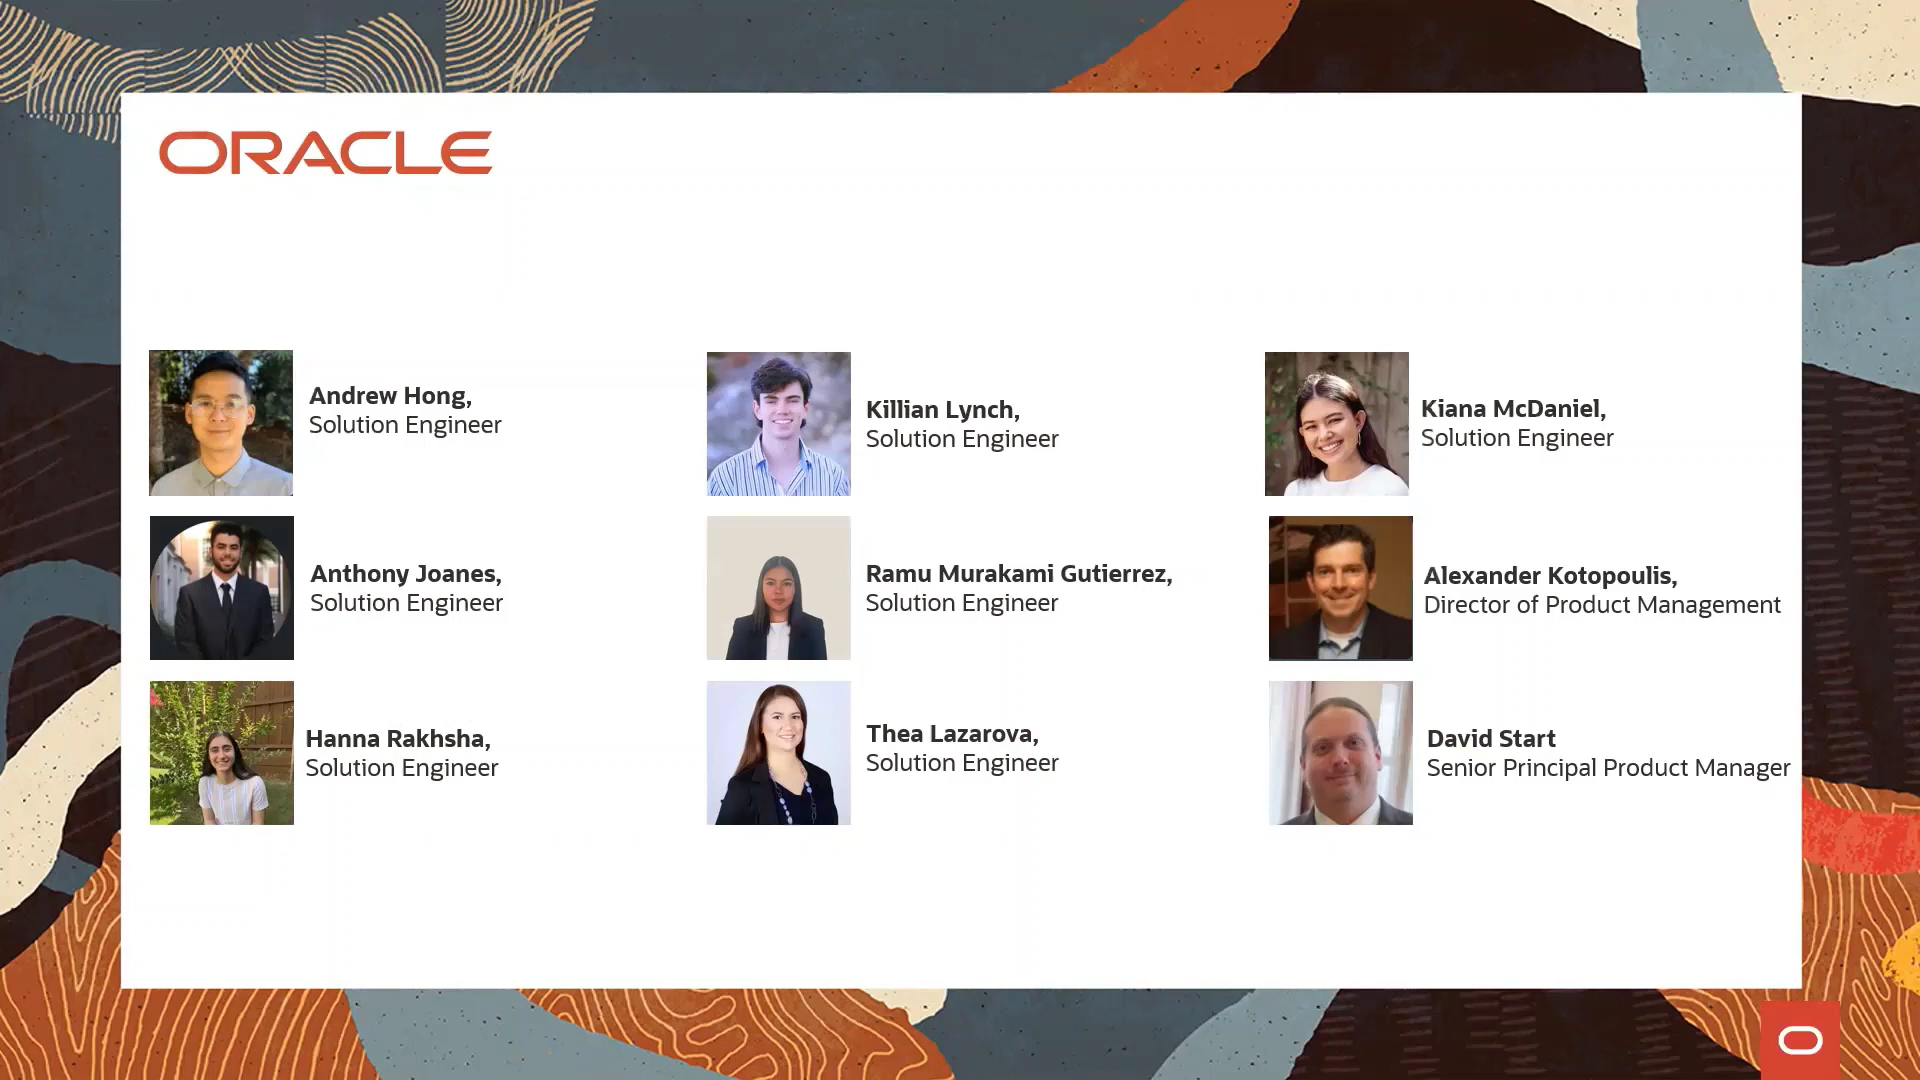 ORACLE
Andrew Hong,
Solution Engineer
Killian Lynch,
Solution Engineer
Kiana McDaniel,
Solution Engineer
Anthony Joanes,
Solution Engineer
Ramu Murakami Gutierrez,
Solution Engineer
Alexander Kotopoulis,
Director of Product Management
Hanna Rakhsha,
Solution Engineer
Thea Lazarova,
Solution Engineer
David Start
Senior Principal Product Manager